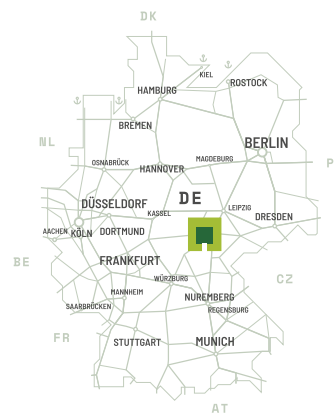 DK
KIEL
ROSTOCK
HAMBURG
BREMEN
NL
BERLIN
OSNABRÜCK
MAGDEBURG
P
HANNOVER
DE
DÜSSELDORF
KASSEL
LEIPZIG
DRESDEN
AACHEN
KÖLN
DORTMUND
BE
FRANKFURT
WÜRZBURG
CZ
MANNHEIM
NUREMBERG
SAARBRÜCKEN
REGENSBURG
FR
STUTTGART
MUNICH
AT